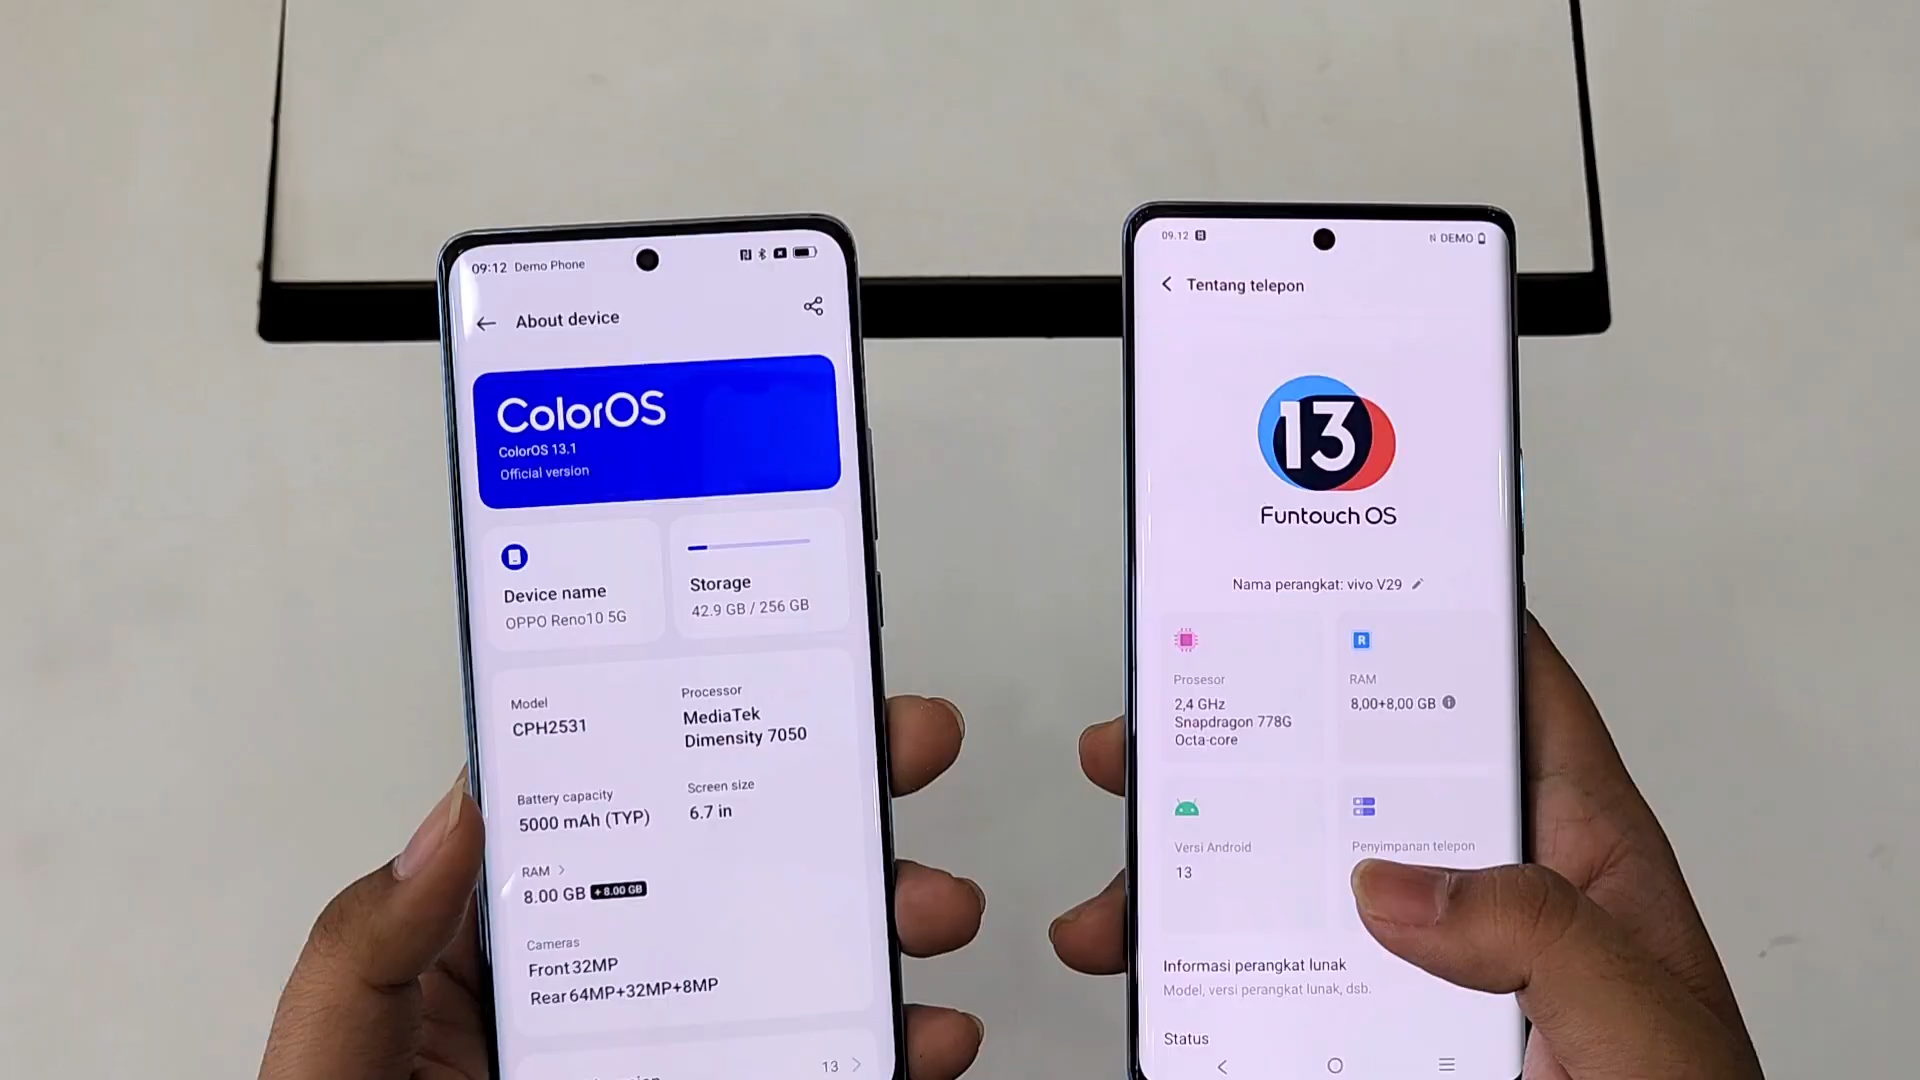 09:12 Demo Phone
About device
ColorOS
ColorOS 13.1
Official version
Device name
OPPO Reno10 5G
Storage
42.9 GB / 256 GB
Model
CPH2531
Processor
MediaTek
Dimensity 7050
Battery capacity
5000 mAh (TYP)
Screen size
6.7 in
RAM
8.00 GB +8.00 GB
Cameras
Front 32MP
Rear 64MP+32MP+8MP
13
09.12
DEMO
Tentang telepon
13
Funtouch OS
Nama perangkat: vivo V29
Prosesor
2,4 GHz
Snapdragon 778G
Octa-core
R
RAM
8,00+8,00 GB
Versi Android
13
Penyimpanan telepon
Informasi perangkat lunak
Model, versi perangkat lunak, dsb.
Status